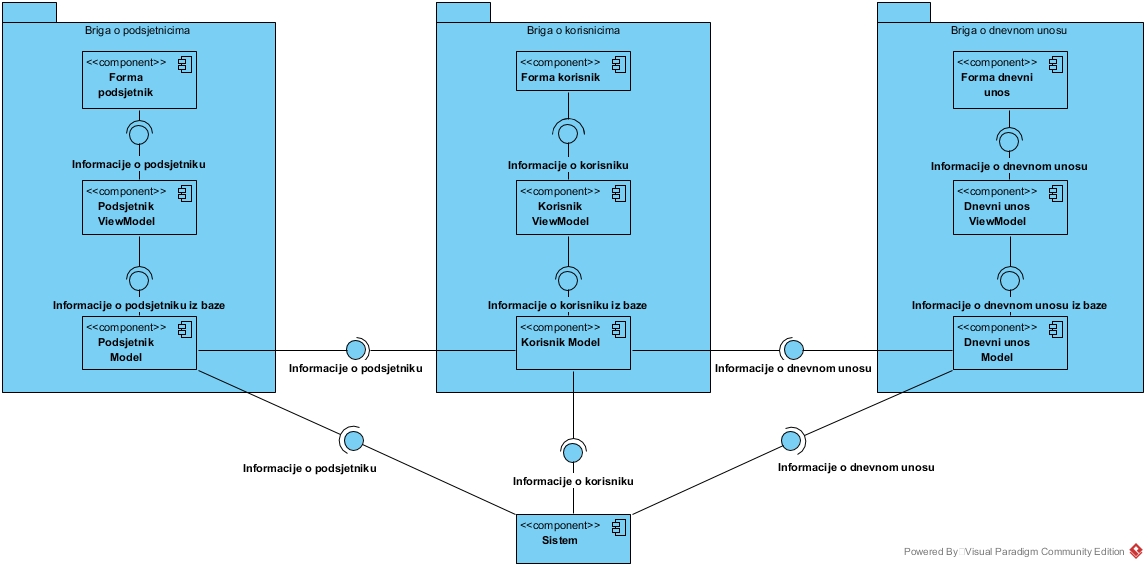 Briga o podsjetnicima
<<component>>
Forma
podsjetnik
Informacije o podsjetniku
<<component>>
Podsjetnik
ViewModel
Informacije o podsjetniku iz baze
<<component>>
Podsjetnik
Model
Briga o korisnicima
<<component>>
Forma korisnik
Informacije o korisniku
<<component>>
Korisnik
ViewModel
Informacije o korisniku iz baze
<<component>>
Korisnik Model
Briga o dnevnom unosu
<<component>>
Forma dnevni
unos
Informacije o dnevnom unosu
<<component>>
Dnevni unos
ViewModel
Informacije o dnevnom unosu iz baze
<<component>>
Dnevni unos
Model
Informacije o podsjetniku
Informacije o dnevnom unosu
Informacije o podsjetniku
Informacije o korisniku
Informacije o dnevnom unosu
<<component>>
Sistem
Powered By Visual Paradigm Community Edition